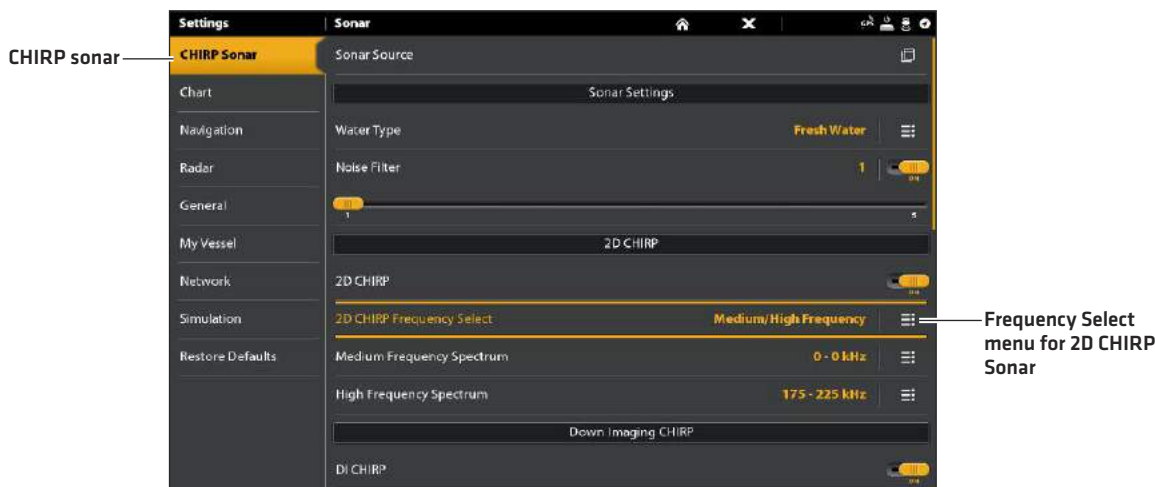 Settings
Sonar
CHIRP sonar
CHIRP Sonar
Sonar Source
Chart
Sonar Settings
Navigation
Water Type
Fresh Water
Radar
Noise Filter
1
ON
General
1
5
My Vessel
2D CHIRP
Network
2D CHIRP
ON
Simulation
2D CHIRP Frequency Select
Medium/High Frequency
Frequency Select
menu for 2D CHIRP
Sonar
Restore Defaults
Medium Frequency Spectrum
0 - 0 kHz
High Frequency Spectrum
175 - 225 kHz
Down Imaging CHIRP
DI CHIRP
ON